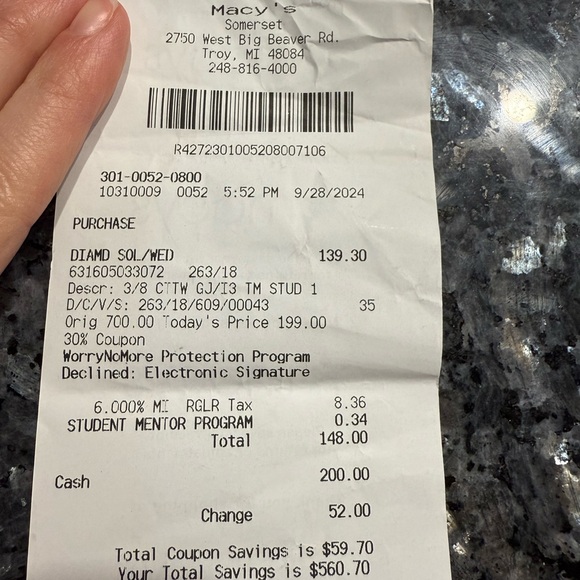 Macy's
Somerset
2750 West Big Beaver Rd.
Troy, MI 48084
248-816-4000
R4272301005208007106
301-0052-0800
10310009 0052 5:52 PM 9/28/2024
PURCHASE
DIAMD SOL/WED 139.30
631605033072 263/18
Descr: 3/8 CTTW GJ/I3 TM STUD 1
D/C/V/S: 263/18/609/00043 35
Orig 700.00 Today's Price 199.00
30% Coupon
WorryNoMore Protection Program
Declined: Electronic Signature
6.000% MI RGLR Tax 8.36
STUDENT MENTOR PROGRAM 0.34
Total 148.00
Cash 200.00
Change 52.00
Total Coupon Savings is $59.70
Your Total Savings is $560.70